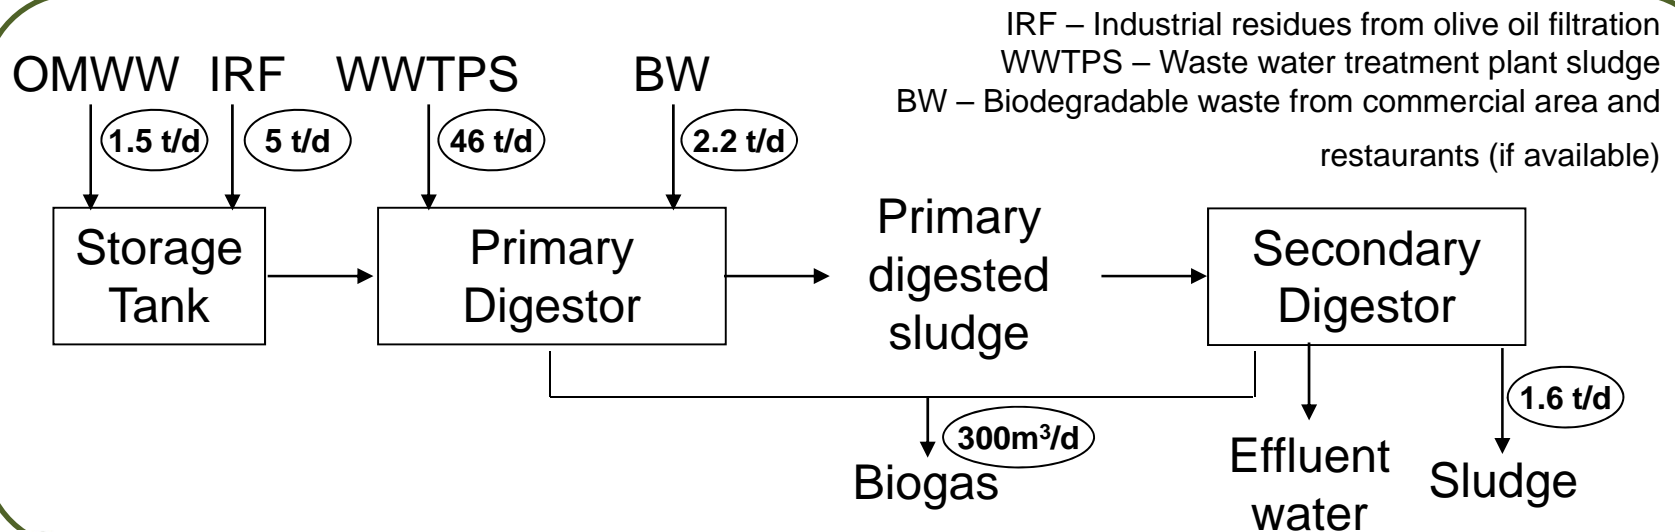 IRF – Industrial residues from olive oil filtration
WWTPS – Waste water treatment plant sludge
BW – Biodegradable waste from commercial area and
restaurants (if available)
OMWW IRF WWTPS BW
1.5 t/d 5 t/d 46 t/d 2.2 t/d
Storage
Tank
Primary
Digestor
Primary
digested
sludge
Secondary
Digestor
300m³/d
1.6 t/d
Biogas
Effluent
water
Sludge